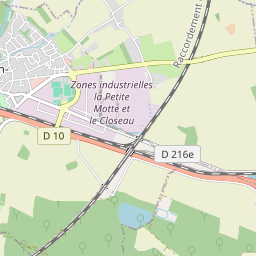 Raccordement
n-
Zones industrielles
la Petite
Motte et
le Closeau
D 10
D 216e